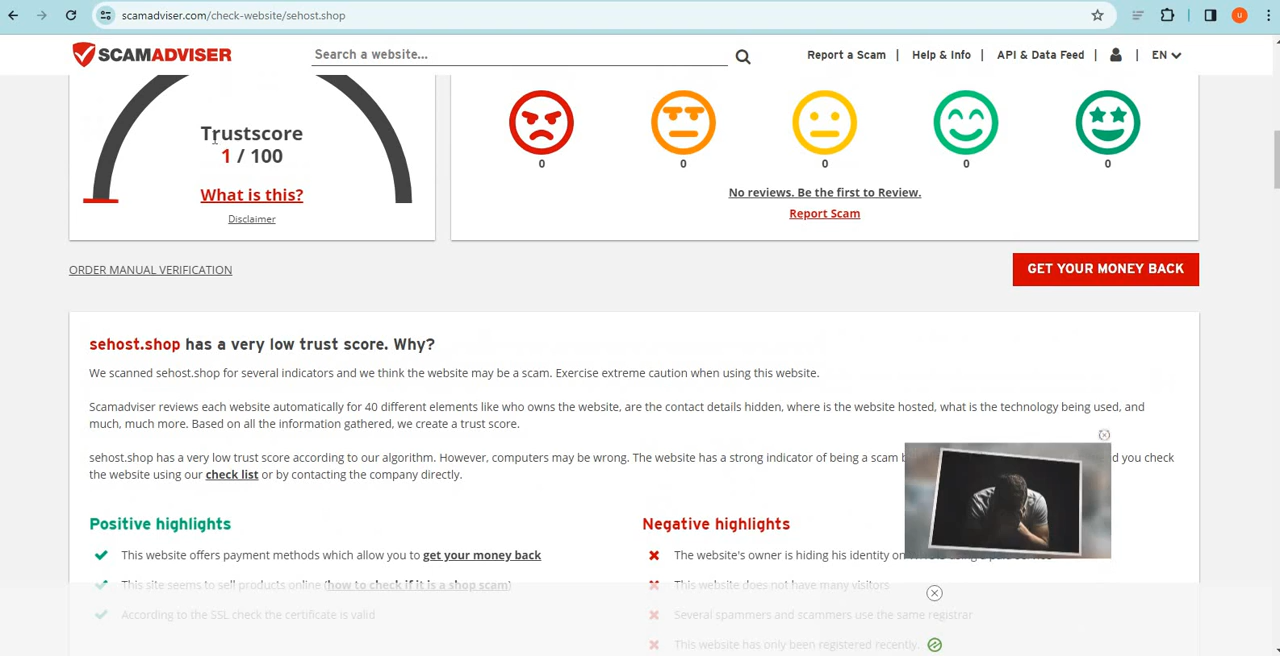 scamadviser.com/check-website/sehost.shop
u
SCAMADVISER
Search a website...
Report a Scam | Help & Info | API & Data Feed | | EN
Trustscore
1 / 100
What is this?
Disclaimer
0 0 0 0 0
No reviews. Be the first to Review.
Report Scam
ORDER MANUAL VERIFICATION
GET YOUR MONEY BACK
sehost.shop has a very low trust score. Why?
We scanned sehost.shop for several indicators and we think the website may be a scam. Exercise extreme caution when using this website.
Scamadviser reviews each website automatically for 40 different elements like who owns the website, are the contact details hidden, where is the website hosted, what is the technology being used, and
much, much more. Based on all the information gathered, we create a trust score.
sehost.shop has a very low trust score according to our algorithm. However, computers may be wrong. The website has a strong indicator of being a scam you check
the website using our check list or by contacting the company directly.
Positive highlights
This website offers payment methods which allow you to get your money back
This site seems to sell products online (how to check if it is a shop scam)
According to the SSL check the certificate is valid
Negative highlights
The website's owner is hiding his identity on
This website does not have many visitors
Several spammers and scammers use the same registrar
This website has only been registered recently.